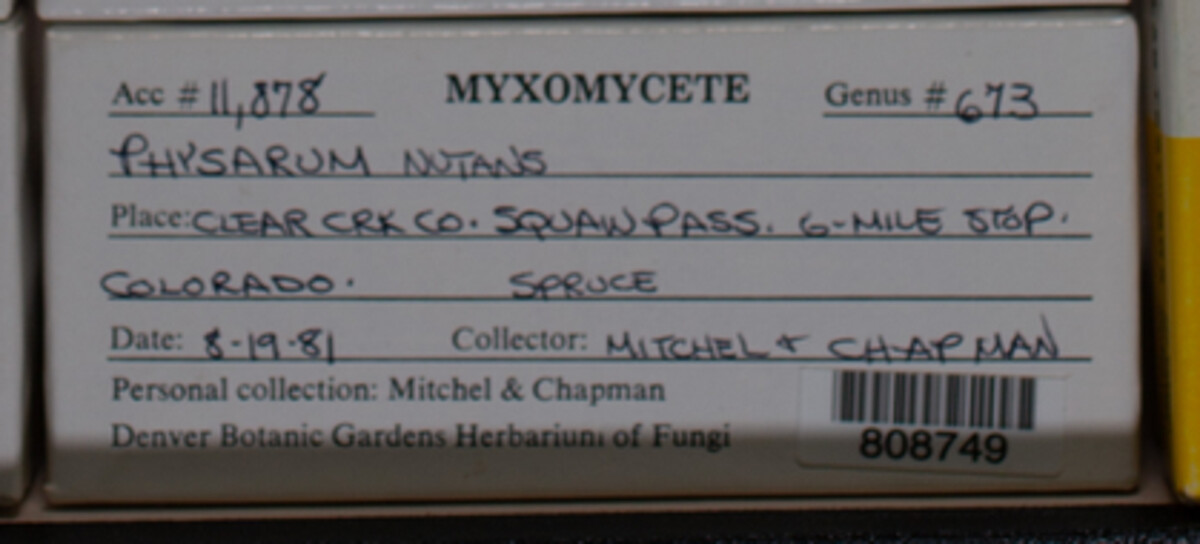 Acc # 11,878 MYXOMYCETE Genus # 673
PHYSARUM NUTANS
Place: CLEAR CRK CO. SQUAW PASS. 6-MILE STOP.
COLORADO. SPRUCE
Date: 8-19-81 Collector: MITCHEL & CHAPMAN
Personal collection: Mitchel & Chapman
Denver Botanic Gardens Herbarium of Fungi
808749